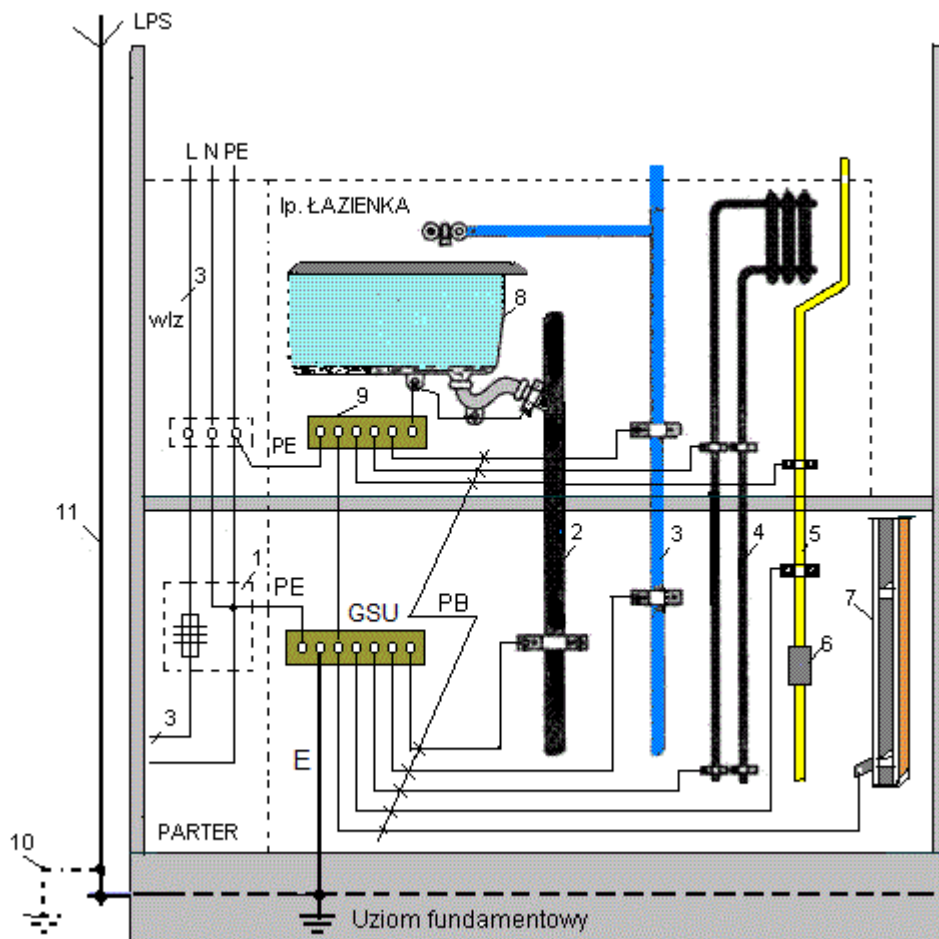 LPS
L N PE
Ip. ŁAZIENKA
3
wlz
8
9
PE
11
1
2
3
4
5
PE
GSU
PB
7
6
3
E
PARTER
10
Uziom fundamentowy